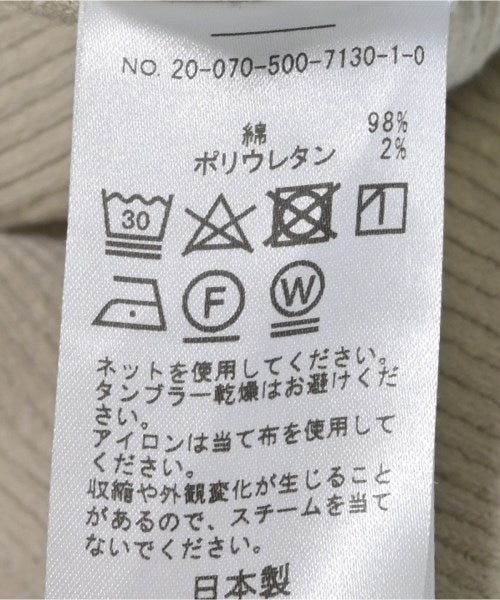 NO. 20-070-500-7130-1-0
綿 98%
ポリウレタン 2%
30
F
W
ネットを使用してください。
タンブラー乾燥はお避けくだ
さい。
アイロンは当て布を使用して
ください。
収縮や外観変化が生じること
があるので、スチームを当て
ないでください。
日本製